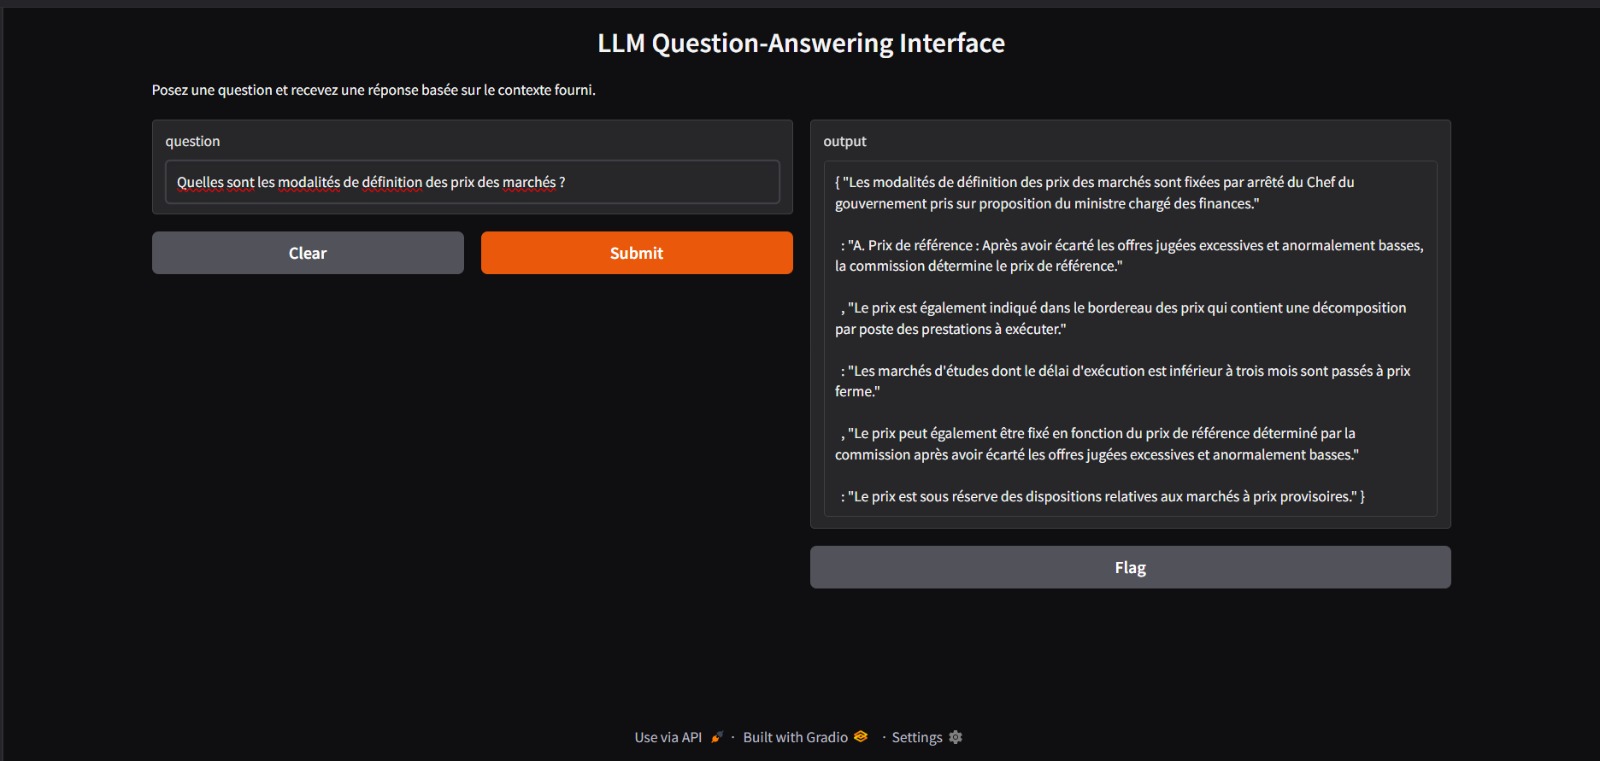 LLM Question-Answering Interface
Posez une question et recevez une réponse basée sur le contexte fourni.
question
Quelles sont les modalités de définition des prix des marchés ?
Clear
Submit
output
{ "Les modalités de définition des prix des marchés sont fixées par arrêté du Chef du
gouvernement pris sur proposition du ministre chargé des finances."
: "A. Prix de référence : Après avoir écarté les offres jugées excessives et anormalement basses,
la commission détermine le prix de référence."
, "Le prix est également indiqué dans le bordereau des prix qui contient une décomposition
par poste des prestations à exécuter."
: "Les marchés d'études dont le délai d'exécution est inférieur à trois mois sont passés à prix
ferme."
, "Le prix peut également être fixé en fonction du prix de référence déterminé par la
commission après avoir écarté les offres jugées excessives et anormalement basses."
: "Le prix est sous réserve des dispositions relatives aux marchés à prix provisoires." }
Flag
Use via API · Built with Gradio · Settings